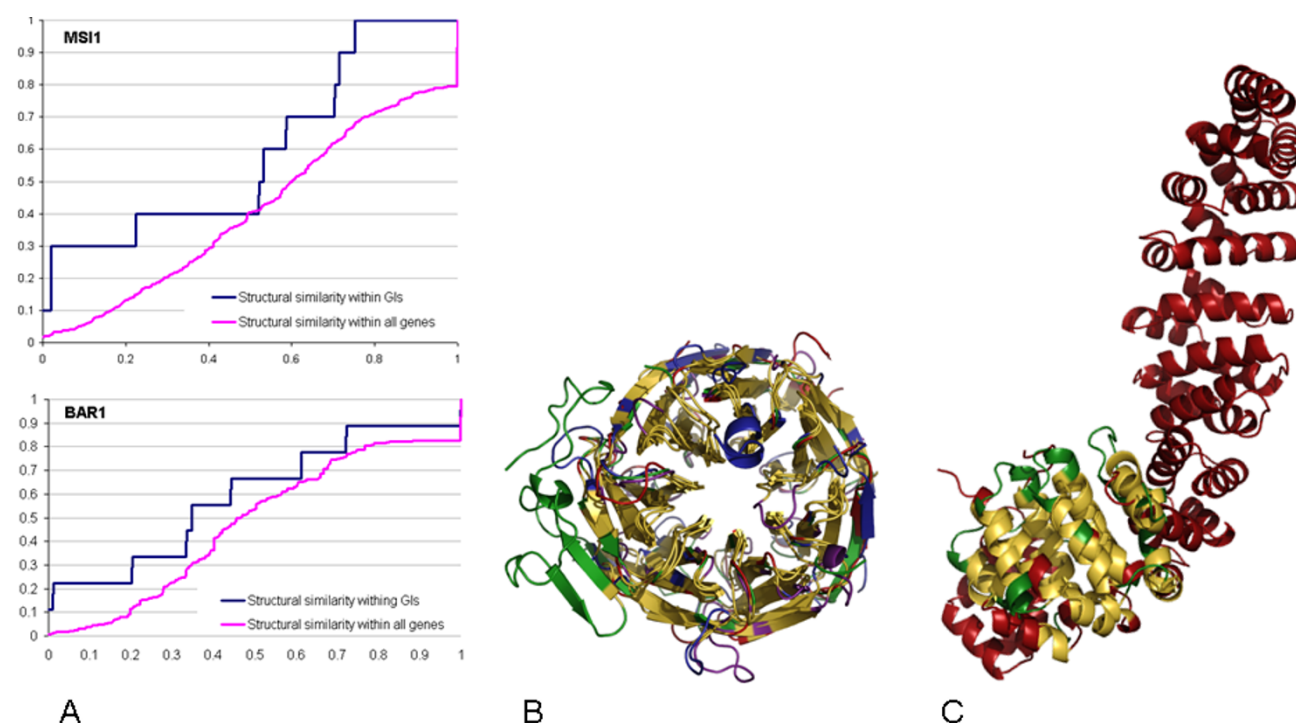 MSI1
1
0.9
0.8
0.7
0.6
0.5
0.4
0.3
0.2
0.1
0
Structural similarity within GIs
Structural similarity within all genes
0 0.2 0.4 0.6 0.8 1
BAR1
1
0.9
0.8
0.7
0.6
0.5
0.4
0.3
0.2
0.1
0
Structural similarity withing GIs
Structural similarity within all genes
0 0.1 0.2 0.3 0.4 0.5 0.6 0.7 0.8 0.9 1
A B C